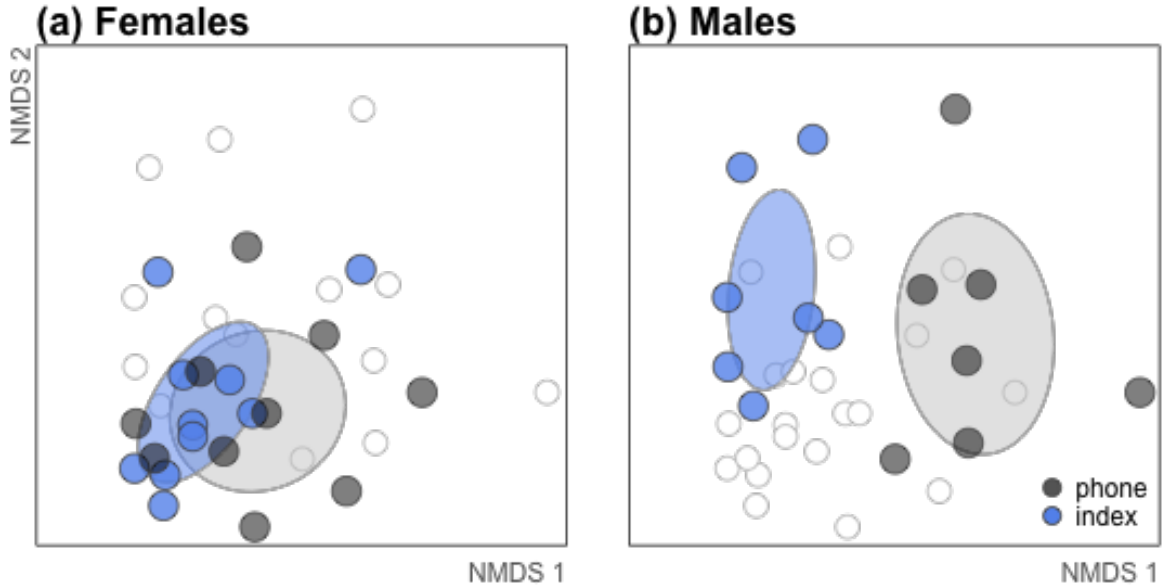 (a) Females
(b) Males
NMDS 2
phone
index
NMDS 1
NMDS 1